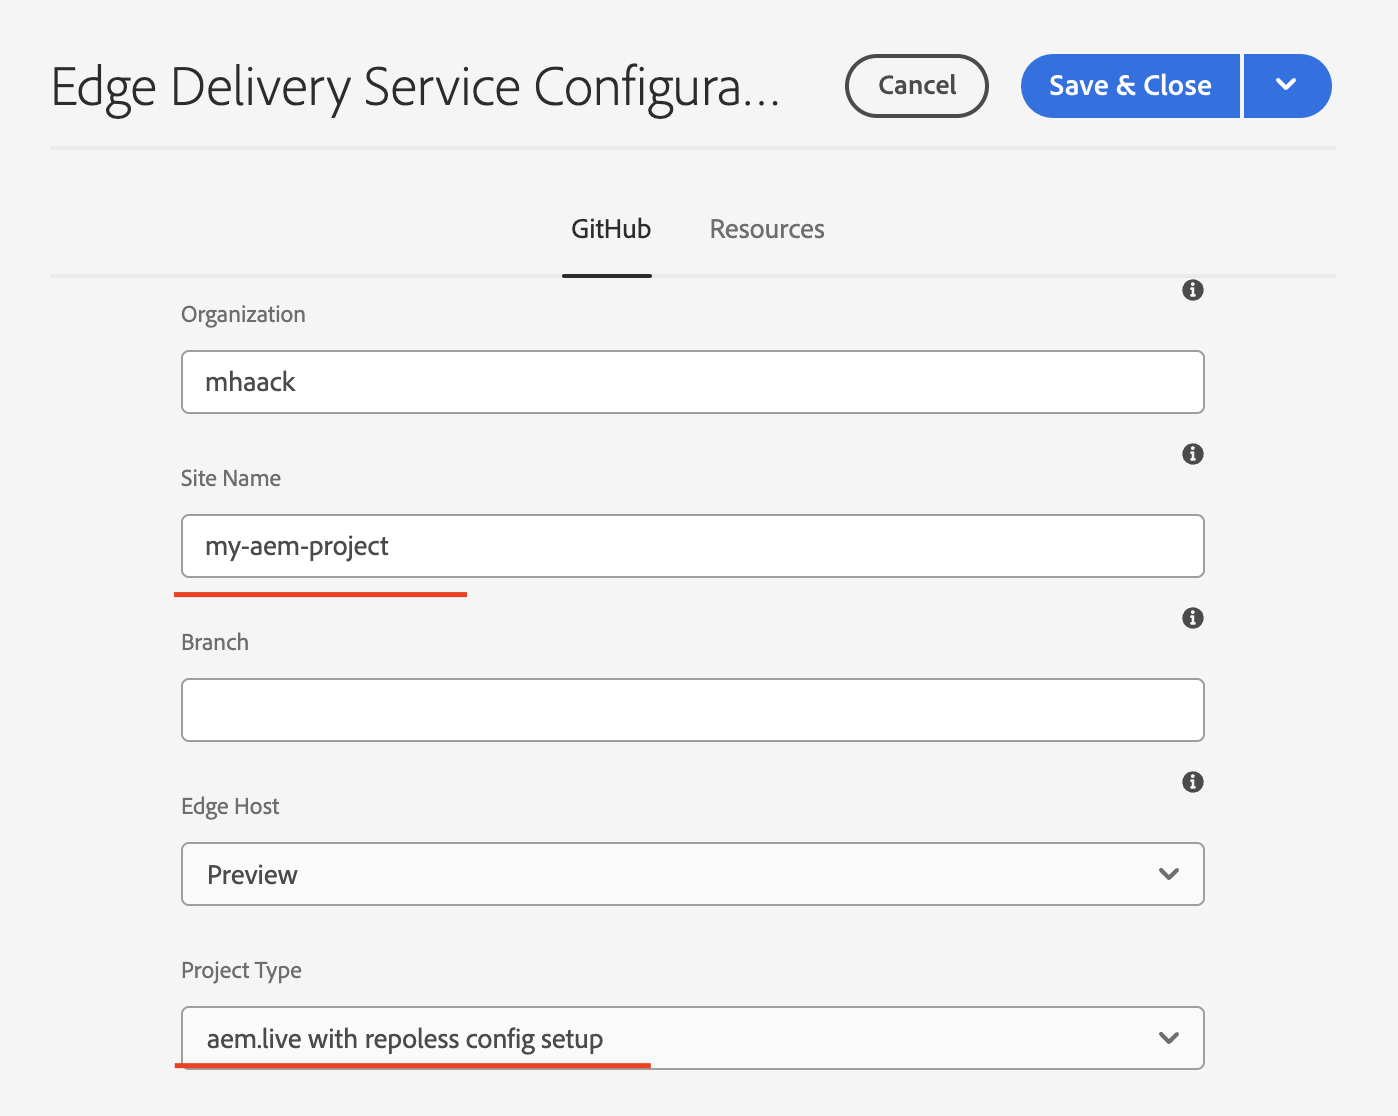 Edge Delivery Service Configura...
Cancel
Save & Close
GitHub
Resources
Organization
mhaack
Site Name
my-aem-project
Branch
Edge Host
Preview
Project Type
aem.live with repoless config setup